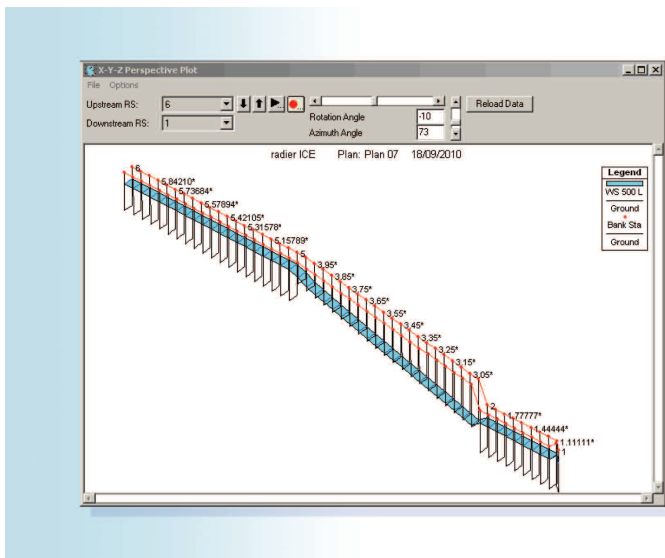 X-Y-Z Perspective Plot
File Options
Upstream RS: 6
Downstream RS: 1
Rotation Angle -10
Azimuth Angle 73
Reload Data
radier ICE Plan: Plan 07 18/09/2010
Legend
WS 500 L
Ground
Bank Sta
Ground
6
5.84210*
5.73684*
5.57894*
5.42105*
5.31578*
5.15789*
5
3.95*
3.85*
3.75*
3.65*
3.55*
3.45*
3.35*
3.25*
3.15*
3.05*
2
1.77777*
1.44444*
1.11111*
1